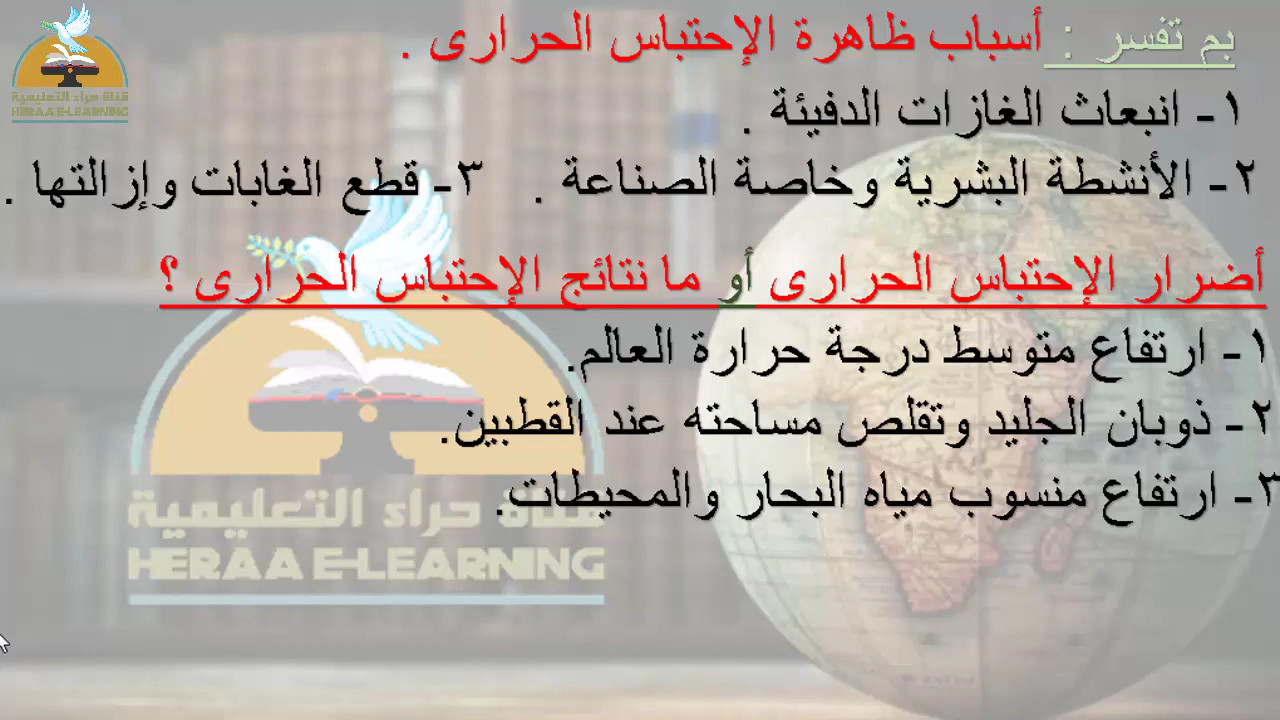 قناة حراء التعليمية
HERAA E-LEARNING
بم تفسر : أسباب ظاهرة الإحتباس الحرارى .
١- انبعاث الغازات الدفيئة .
٢- الأنشطة البشرية وخاصة الصناعة . ٣- قطع الغابات وإزالتها .
أضرار الإحتباس الحرارى أو ما نتائج الإحتباس الحرارى ؟
١- ارتفاع متوسط درجة حرارة العالم.
٢- ذوبان الجليد وتقلص مساحته عند القطبين.
٣- ارتفاع منسوب مياه البحار والمحيطات.
قناة حراء التعليمية
HERAA E-LEARNING